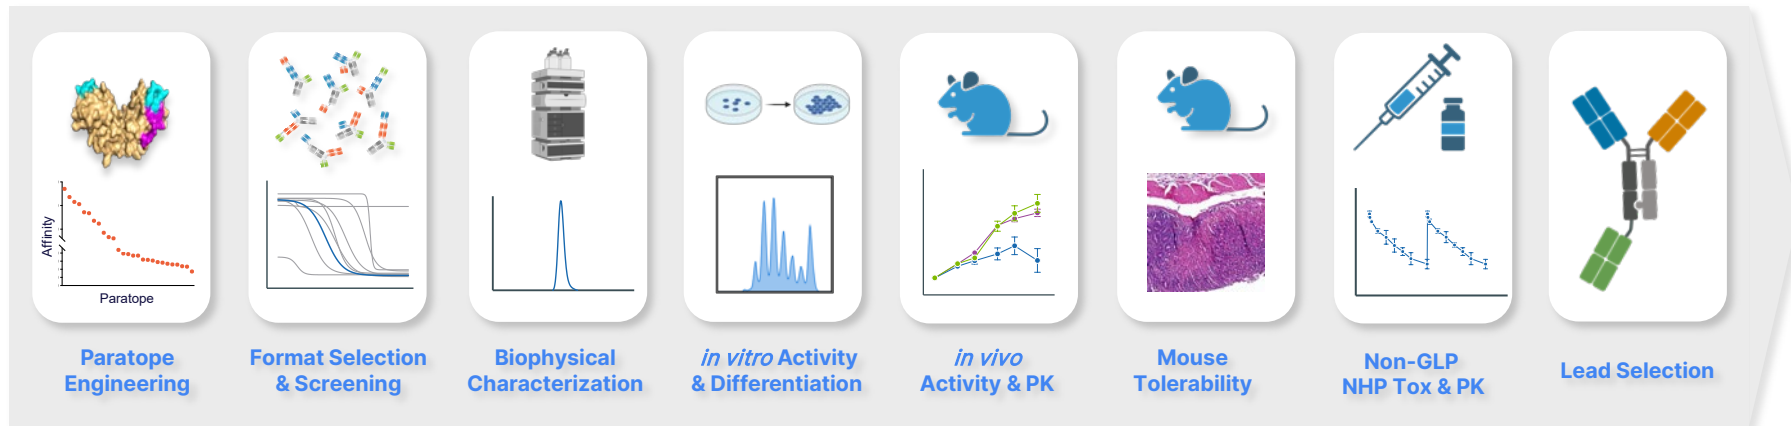 Affinity
Paratope
Paratope
Engineering
Format Selection
& Screening
Biophysical
Characterization
in vitro Activity
& Differentiation
in vivo
Activity & PK
Mouse
Tolerability
Non-GLP
NHP Tox & PK
Lead Selection